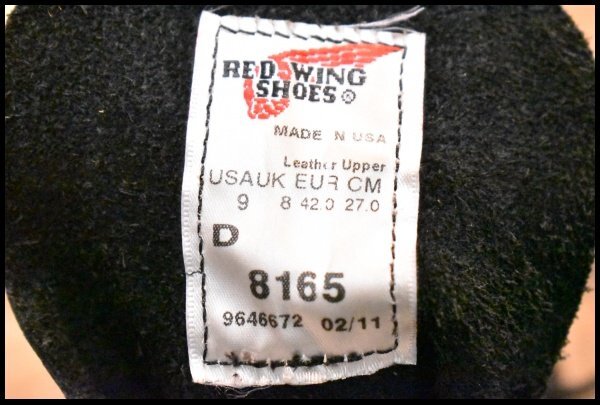 RED WING
SHOES®
MADE IN USA
Leather Upper
USA UK EUR CM
9 8 42.0 27.0
D
8165
9646672 02/11